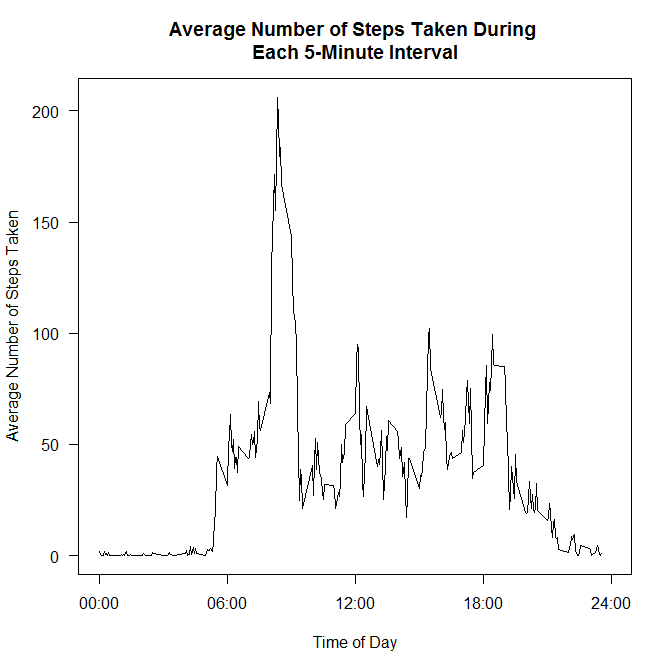 Average Number of Steps Taken During
Each 5-Minute Interval
Average Number of Steps Taken
200
150
100
50
0
00:00 06:00 12:00 18:00 24:00
Time of Day